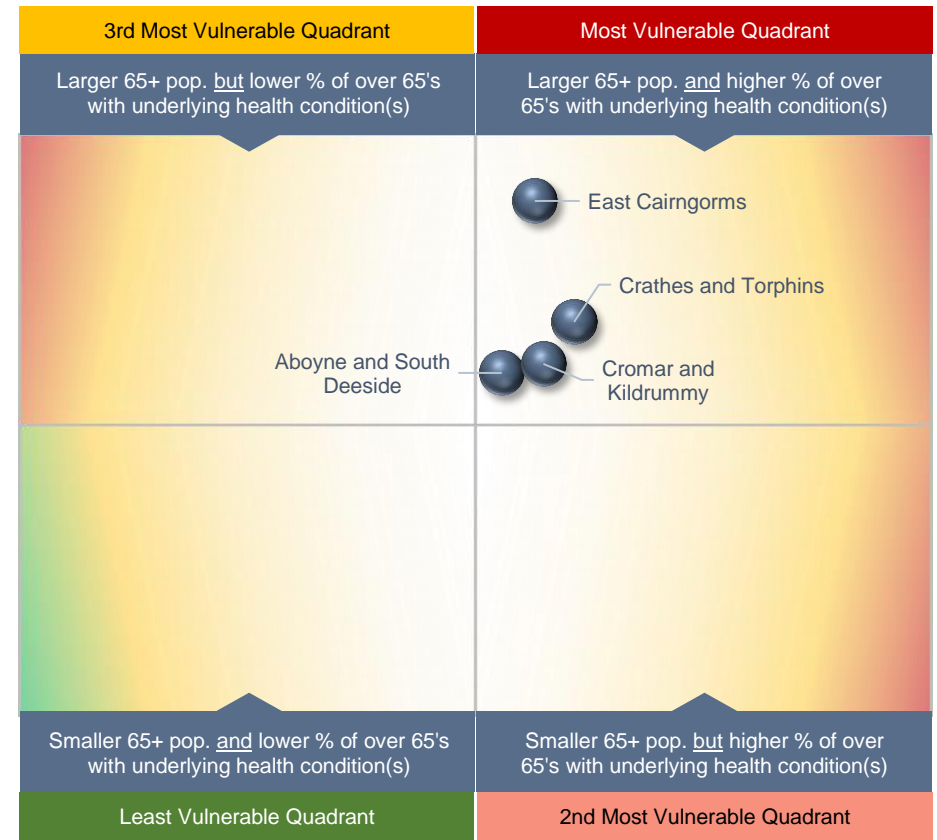 3rd Most Vulnerable Quadrant
Most Vulnerable Quadrant
Larger 65+ pop. but lower % of over 65's
with underlying health condition(s)
Larger 65+ pop. and higher % of over
65's with underlying health condition(s)
East Cairngorms
Crathes and Torphins
Aboyne and South
Deeside
Cromar and
Kildrummy
Smaller 65+ pop. and lower % of over 65's
with underlying health condition(s)
Smaller 65+ pop. but higher % of over
65's with underlying health condition(s)
Least Vulnerable Quadrant
2nd Most Vulnerable Quadrant